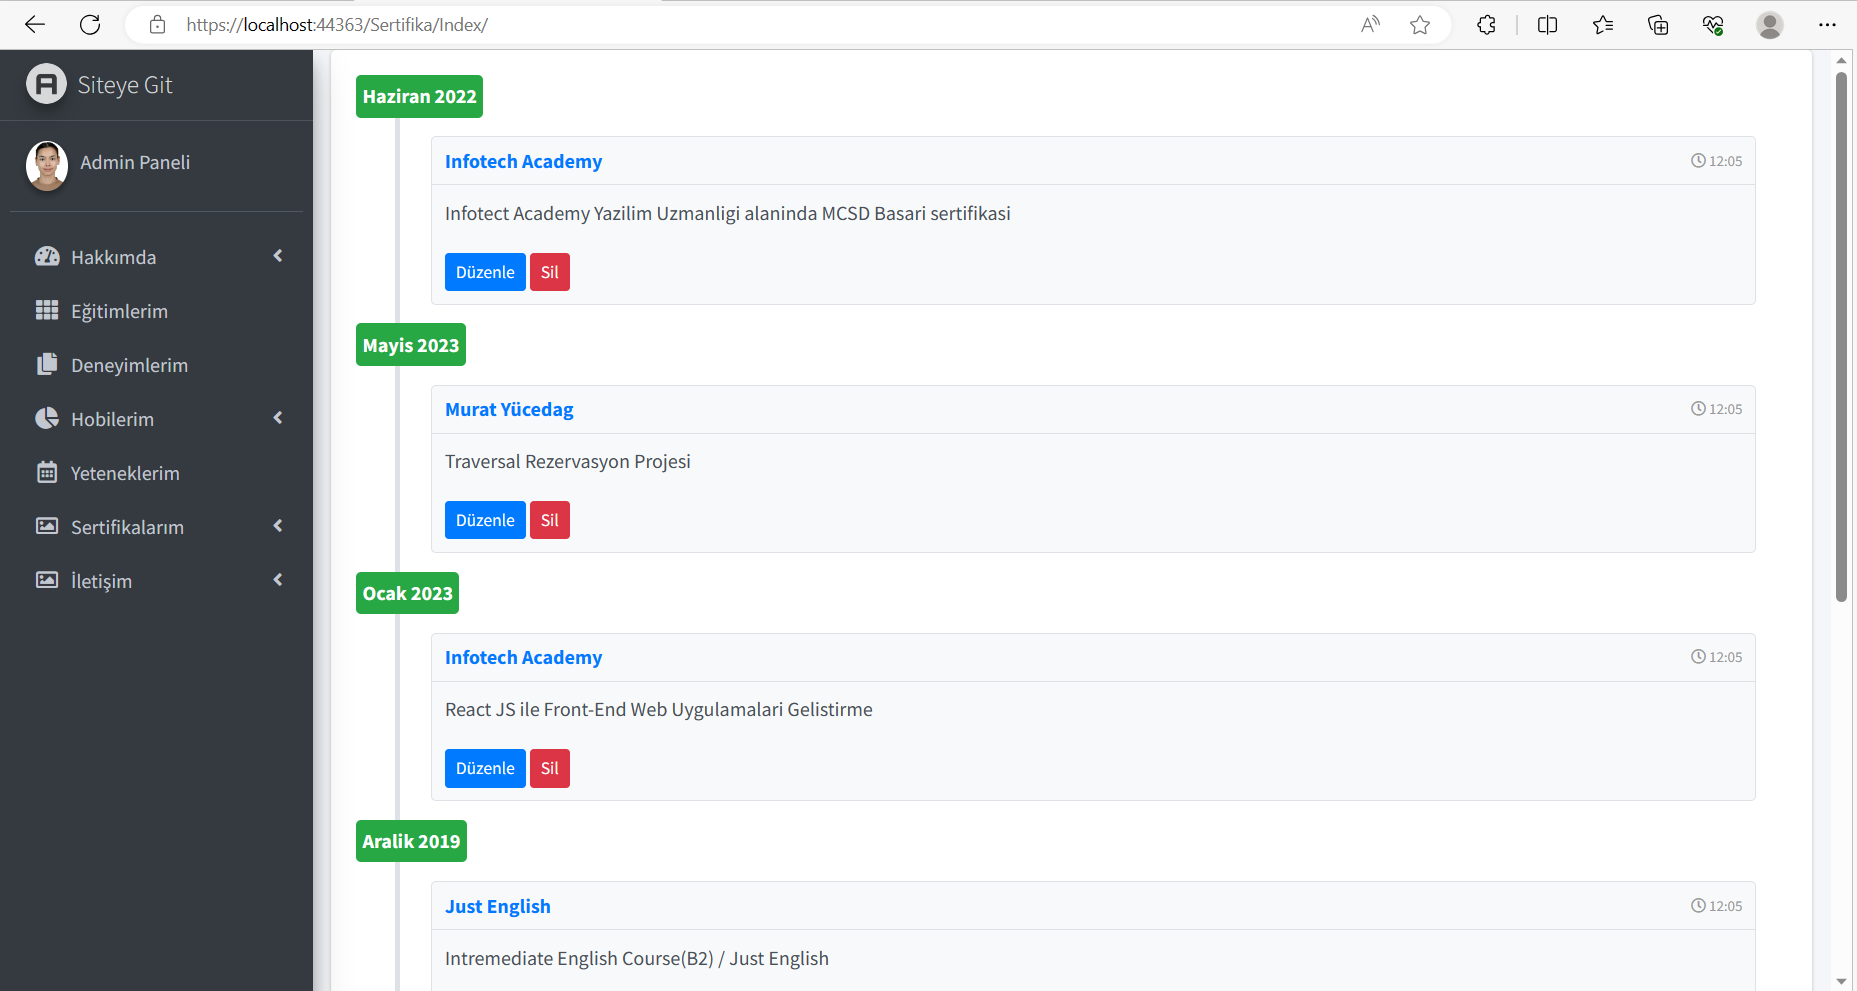 https://localhost:44363/Sertifika/Index/
Siteye Git
Admin Paneli
Hakkımda
Eğitimlerim
Deneyimlerim
Hobilerim
Yeteneklerim
Sertifikalarım
İletişim
Haziran 2022
Infotech Academy 12:05
Infotect Academy Yazilim Uzmanligi alaninda MCSD Basari sertifikasi
Düzenle Sil
Mayis 2023
Murat Yücedag 12:05
Traversal Rezervasyon Projesi
Düzenle Sil
Ocak 2023
Infotech Academy 12:05
React JS ile Front-End Web Uygulamalari Gelistirme
Düzenle Sil
Aralik 2019
Just English 12:05
Intremediate English Course(B2) / Just English